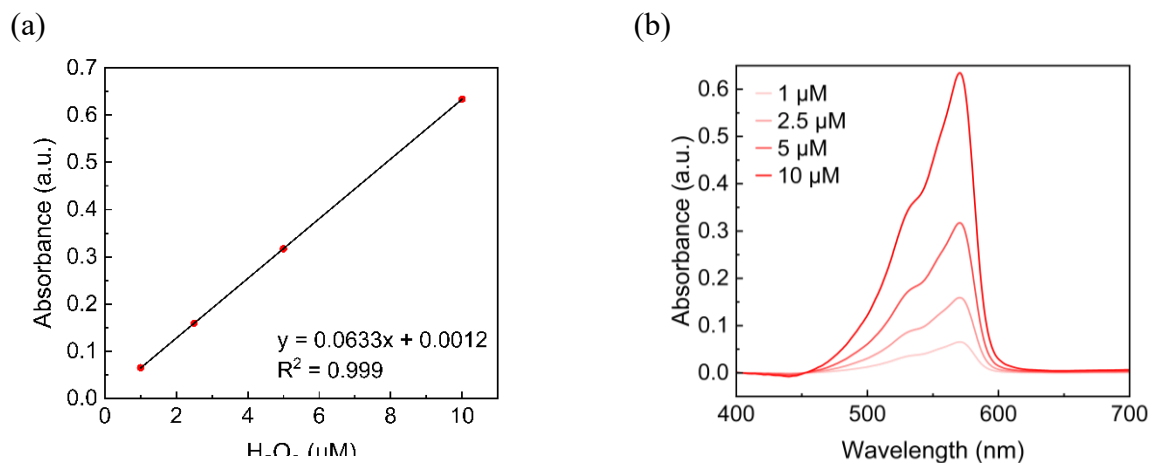 (a)
(b)
0.7
0.6
0.5
0.4
0.3
0.2
0.1
0.0
Absorbance (a.u.)
y = 0.0633x + 0.0012
R² = 0.999
0 2 4 6 8 10
H₂O₂ (μM)
0.6
0.5
0.4
0.3
0.2
0.1
0.0
Absorbance (a.u.)
1 μM
2.5 μM
5 μM
10 μM
400 500 600 700
Wavelength (nm)